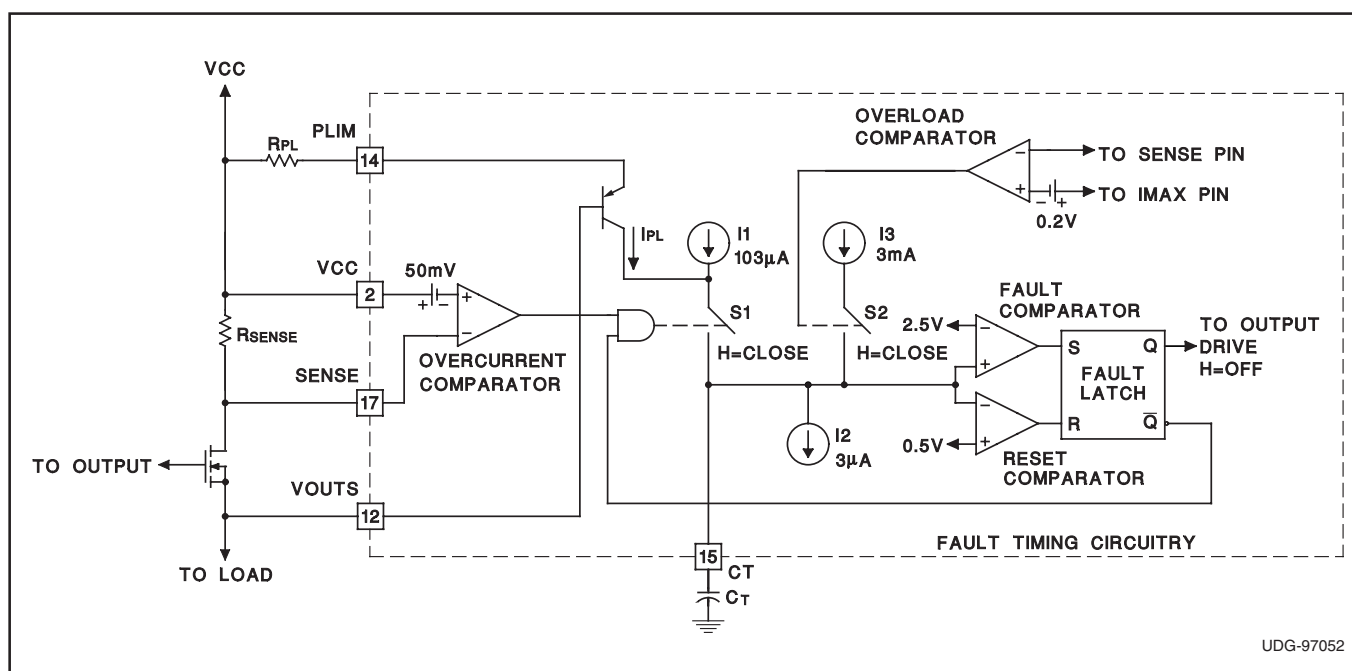 VCC
RPL
PLIM
14
OVERLOAD
COMPARATOR
−
TO SENSE PIN
+
− +
TO IMAX PIN
0.2V
IPL
I1
103µA
I3
3mA
VCC
2
50mV
+ −
+
−
S1
H=CLOSE
S2
H=CLOSE
OVERCURRENT
COMPARATOR
RSENSE
SENSE
17
FAULT
COMPARATOR
2.5V
−
+
S
Q
FAULT
LATCH
R
Q̅
TO OUTPUT
DRIVE
H=OFF
−
+
0.5V
RESET
COMPARATOR
I2
3µA
TO OUTPUT
VOUTS
12
TO LOAD
15
CT
CT
FAULT TIMING CIRCUITRY
UDG-97052